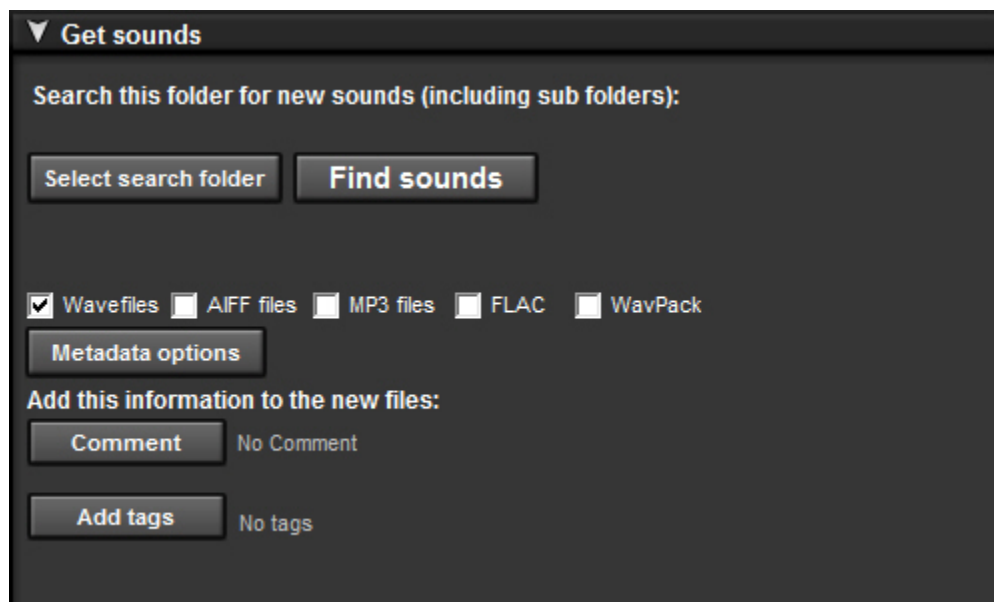 Get sounds
Search this folder for new sounds (including sub folders):
Select search folder Find sounds
Wavefiles AIFF files MP3 files FLAC WavPack
Metadata options
Add this information to the new files:
Comment No Comment
Add tags No tags